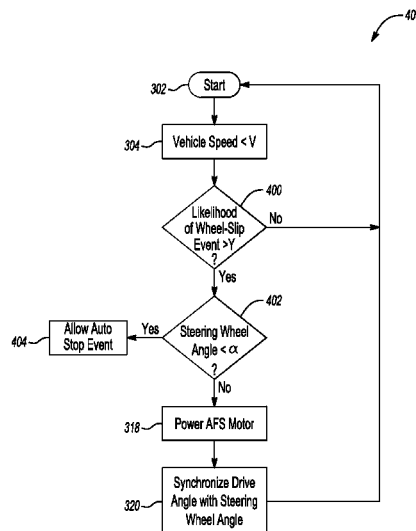 40
302
Start
304
Vehicle Speed < V
400
Likelihood
of Wheel-Slip
Event >Y
?
No
Yes
402
Steering Wheel
Angle < α
?
Yes
404
Allow Auto
Stop Event
No
318
Power AFS Motor
320
Synchronize Drive
Angle with Steering
Wheel Angle